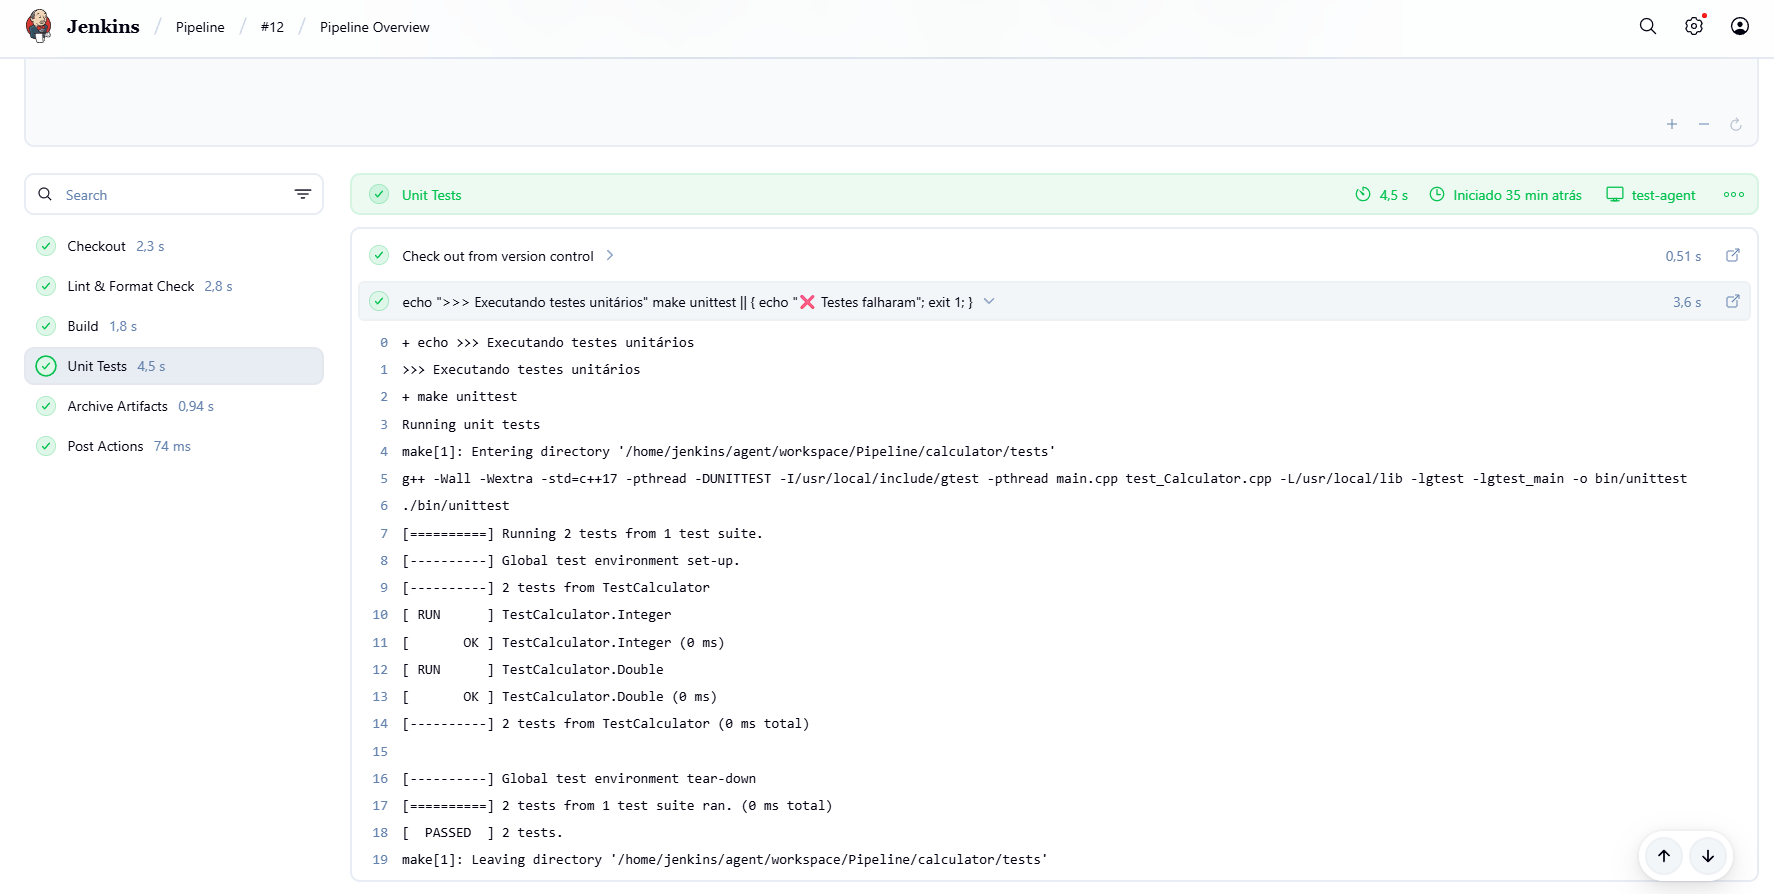 Jenkins / Pipeline / #12 / Pipeline Overview
Search
Checkout 2,3 s
Lint & Format Check 2,8 s
Build 1,8 s
Unit Tests 4,5 s
Archive Artifacts 0,94 s
Post Actions 74 ms
Unit Tests 4,5 s Iniciado 35 min atrás test-agent
Check out from version control 0,51 s
echo ">>> Executando testes unitários" make unittest || { echo "❌ Testes falharam"; exit 1; } 3,6 s
0 + echo >>> Executando testes unitários
1 >>> Executando testes unitários
2 + make unittest
3 Running unit tests
4 make[1]: Entering directory '/home/jenkins/agent/workspace/Pipeline/calculator/tests'
5 g++ -Wall -Wextra -std=c++17 -pthread -DUNITTEST -I/usr/local/include/gtest -pthread main.cpp test_Calculator.cpp -L/usr/local/lib -lgtest -lgtest_main -o bin/unittest
6 ./bin/unittest
7 [==========] Running 2 tests from 1 test suite.
8 [----------] Global test environment set-up.
9 [----------] 2 tests from TestCalculator
10 [ RUN      ] TestCalculator.Integer
11 [       OK ] TestCalculator.Integer (0 ms)
12 [ RUN      ] TestCalculator.Double
13 [       OK ] TestCalculator.Double (0 ms)
14 [----------] 2 tests from TestCalculator (0 ms total)
15
16 [----------] Global test environment tear-down
17 [==========] 2 tests from 1 test suite ran. (0 ms total)
18 [  PASSED  ] 2 tests.
19 make[1]: Leaving directory '/home/jenkins/agent/workspace/Pipeline/calculator/tests'